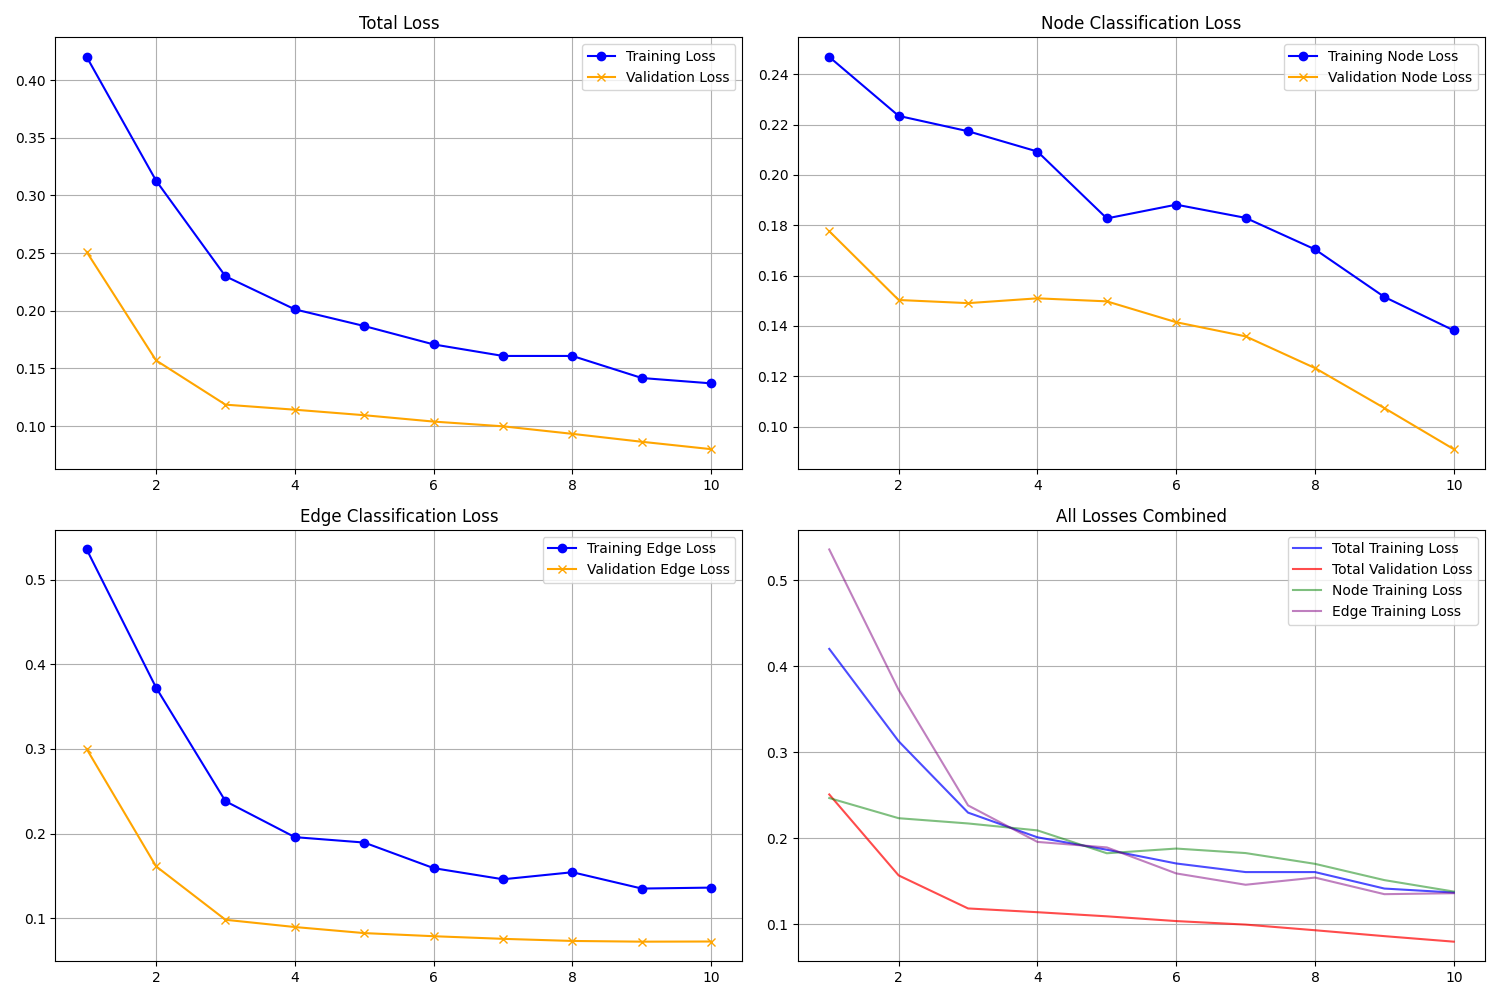 Total Loss
Training Loss
Validation Loss
0.40
0.35
0.30
0.25
0.20
0.15
0.10
2 4 6 8 10
Node Classification Loss
Training Node Loss
Validation Node Loss
0.24
0.22
0.20
0.18
0.16
0.14
0.12
0.10
2 4 6 8 10
Edge Classification Loss
Training Edge Loss
Validation Edge Loss
0.5
0.4
0.3
0.2
0.1
2 4 6 8 10
All Losses Combined
Total Training Loss
Total Validation Loss
Node Training Loss
Edge Training Loss
0.5
0.4
0.3
0.2
0.1
2 4 6 8 10